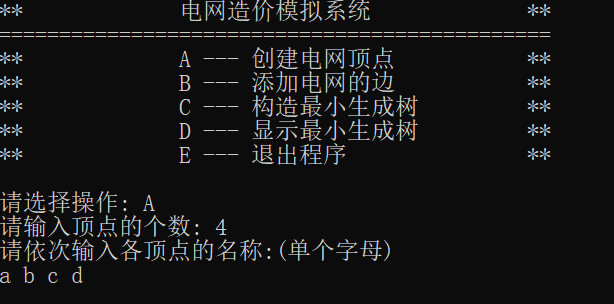 **             电网造价模拟系统             **
==============================================
**             A --- 创建电网顶点           **
**             B --- 添加电网的边           **
**             C --- 构造最小生成树         **
**             D --- 显示最小生成树         **
**             E --- 退出程序               **
请选择操作: A
请输入顶点的个数: 4
请依次输入各顶点的名称:(单个字母)
a b c d